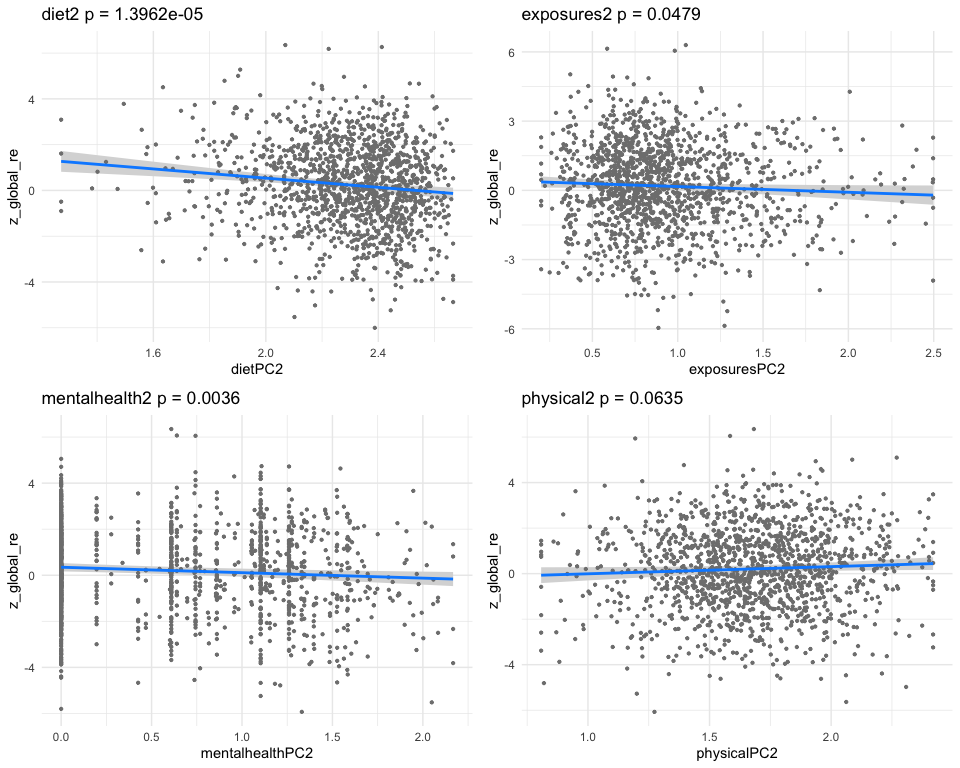 diet2 p = 1.3962e-05
z_global_re
4
0
-4
1.6
2.0
2.4
dietPC2
exposures2 p = 0.0479
z_global_re
6
3
0
-3
-6
0.5
1.0
1.5
2.0
2.5
exposuresPC2
mentalhealth2 p = 0.0036
z_global_re
4
0
-4
0.0
0.5
1.0
1.5
2.0
mentalhealthPC2
physical2 p = 0.0635
z_global_re
4
0
-4
1.0
1.5
2.0
physicalPC2